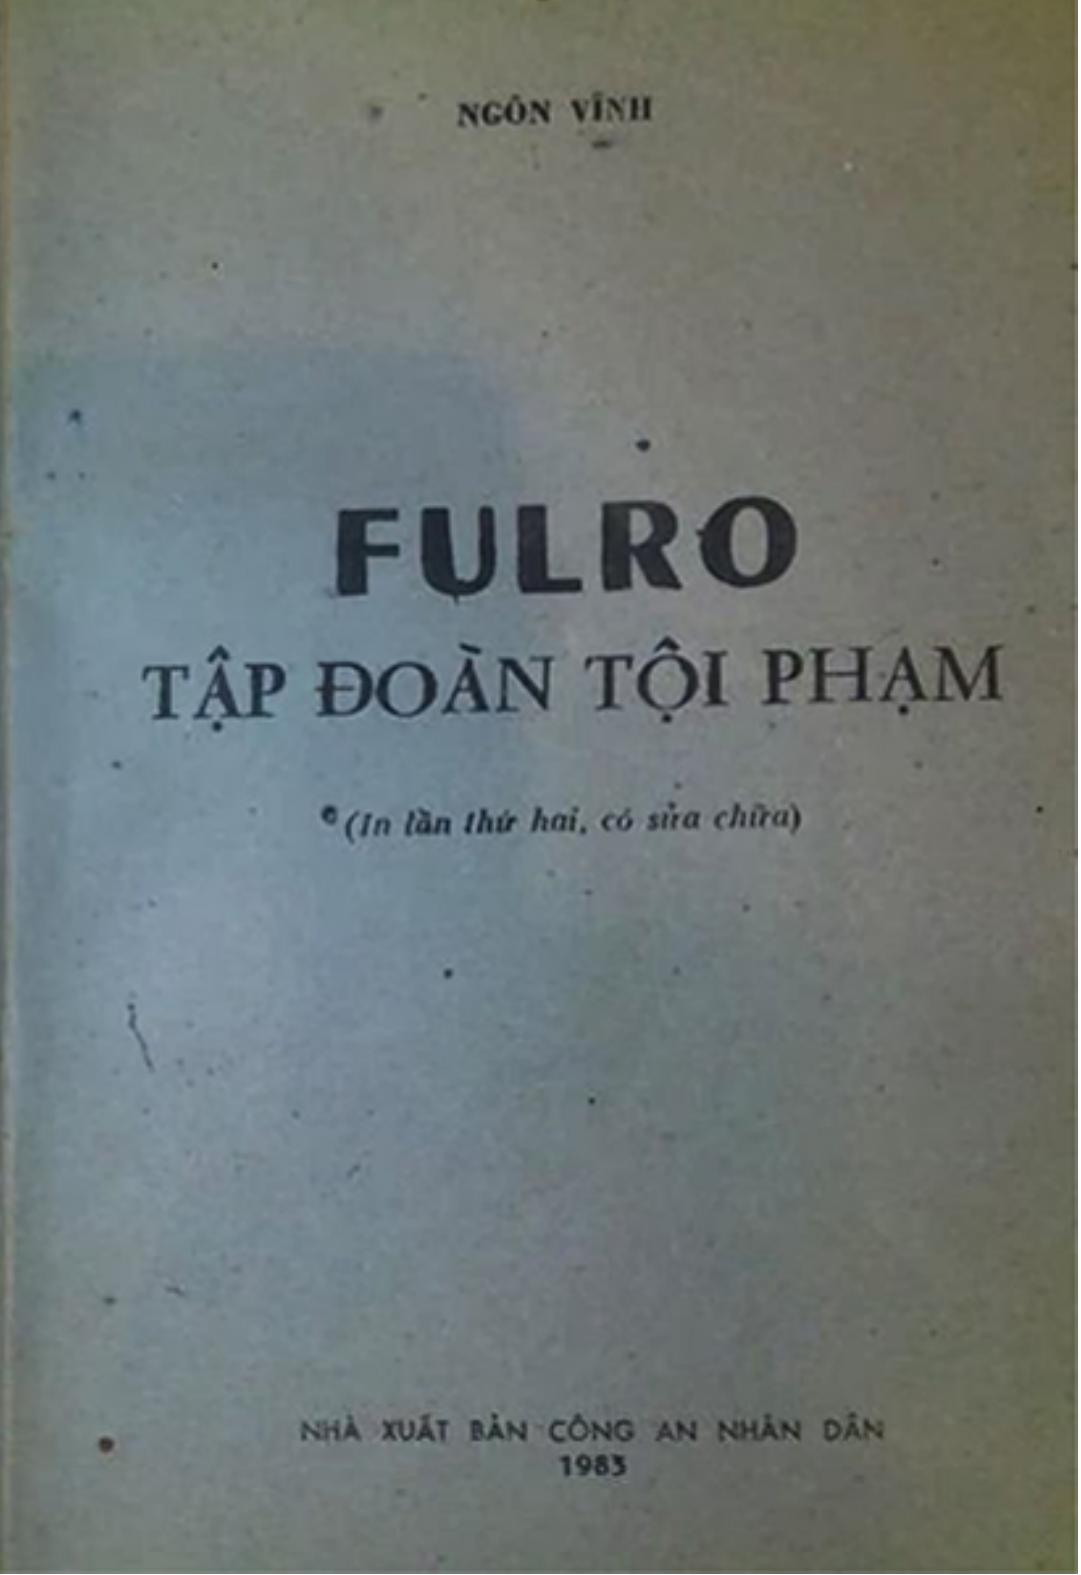 NGÔN VĨNH
FULRO
TẬP ĐOÀN TỘI PHẠM
(In lần thứ hai, có sửa chữa)
NHÀ XUẤT BẢN CÔNG AN NHÂN DÂN
1983